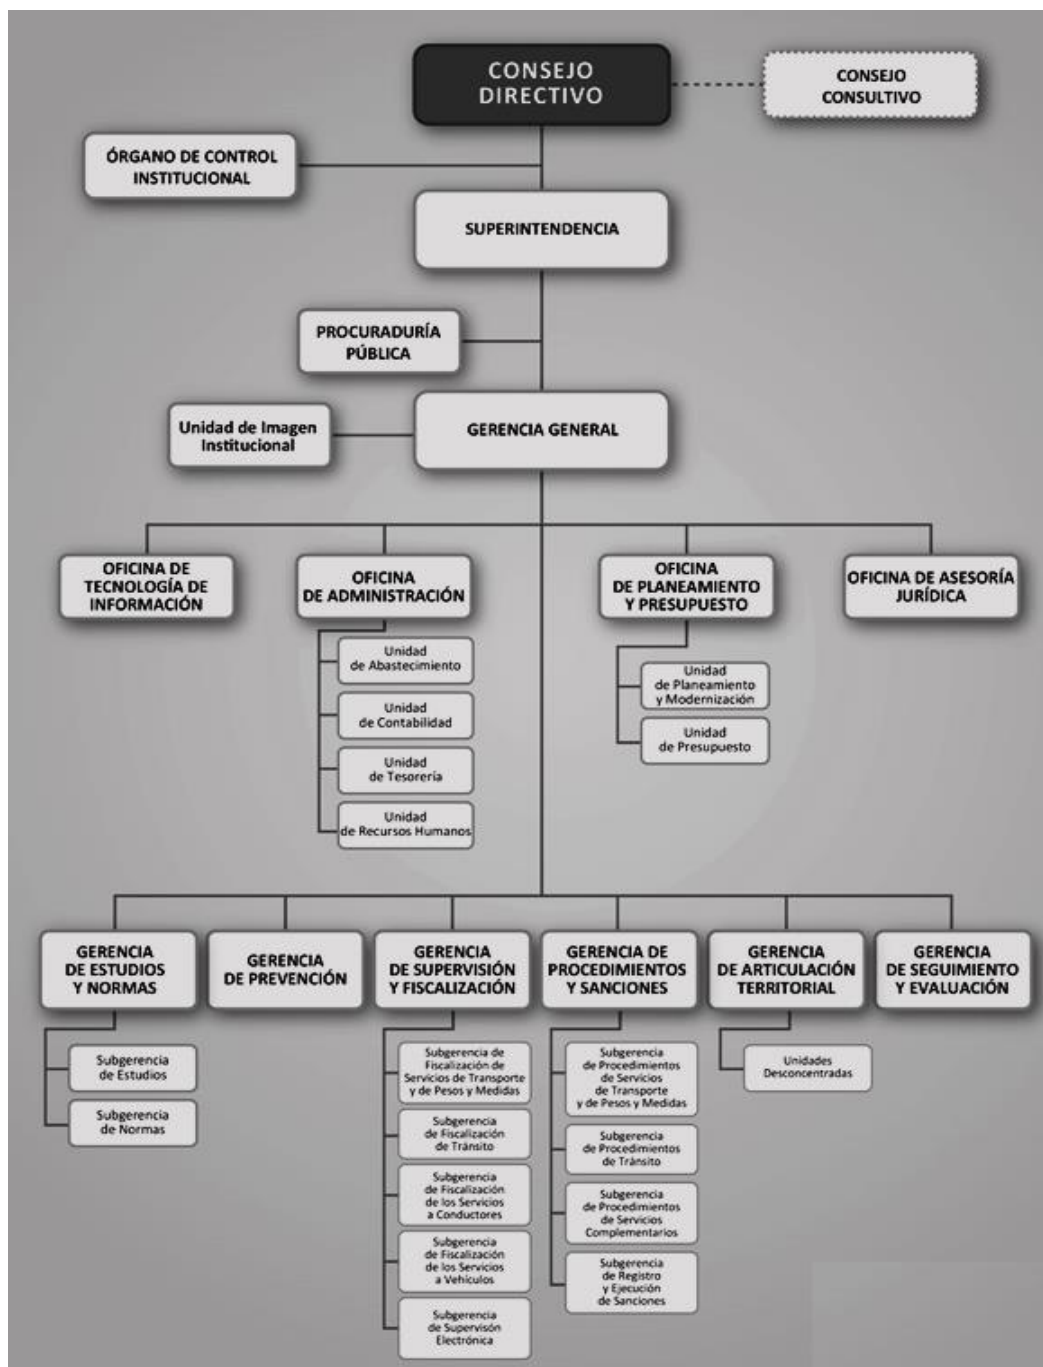 CONSEJO
DIRECTIVO
CONSEJO
CONSULTIVO
ÓRGANO DE CONTROL
INSTITUCIONAL
SUPERINTENDENCIA
PROCURADURÍA
PÚBLICA
Unidad de Imagen
Institucional
GERENCIA GENERAL
OFICINA DE
TECNOLOGÍA DE
INFORMACIÓN
OFICINA
DE ADMINISTRACIÓN
Unidad
de Abastecimiento
Unidad
de Contabilidad
Unidad
de Tesorería
Unidad
de Recursos Humanos
OFICINA
DE PLANEAMIENTO
Y PRESUPUESTO
Unidad
de Planeamiento
y Modernización
Unidad
de Presupuesto
OFICINA DE ASESORÍA
JURÍDICA
GERENCIA
DE ESTUDIOS
Y NORMAS
Subgerencia
de Estudios
Subgerencia
de Normas
GERENCIA
DE PREVENCIÓN
GERENCIA
DE SUPERVISIÓN
Y FISCALIZACIÓN
Subgerencia de
Fiscalización de
Servicios de Transporte
y de Pesos y Medidas
Subgerencia
de Fiscalización
de Tránsito
Subgerencia
de Fiscalización
de los Servicios
a Conductores
Subgerencia
de Fiscalización
de los Servicios
a Vehículos
Subgerencia
de Supervisón
Electrónica
GERENCIA DE
PROCEDIMIENTOS
Y SANCIONES
Subgerencia
de Procedimientos
de Servicios
de Transporte
y de Pesos y Medidas
Subgerencia
de Procedimientos
de Tránsito
Subgerencia
de Procedimientos
de Servicios
Complementarios
Subgerencia
de Registro
y Ejecución
de Sanciones
GERENCIA
DE ARTICULACIÓN
TERRITORIAL
Unidades
Desconcentradas
GERENCIA
DE SEGUIMIENTO
Y EVALUACIÓN